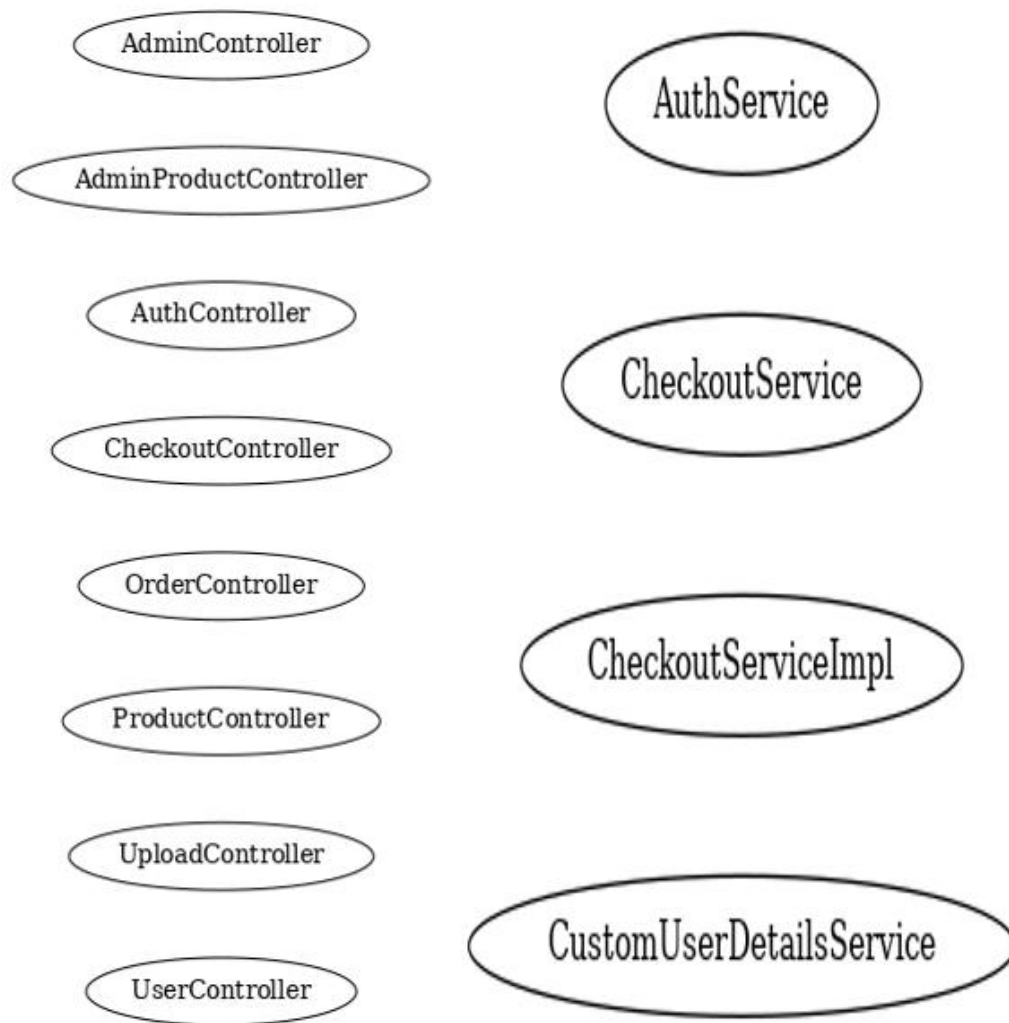 AdminController
AdminProductController
AuthController
CheckoutController
OrderController
ProductController
UploadController
UserController
AuthService
CheckoutService
CheckoutServiceImpl
CustomUserDetailsService